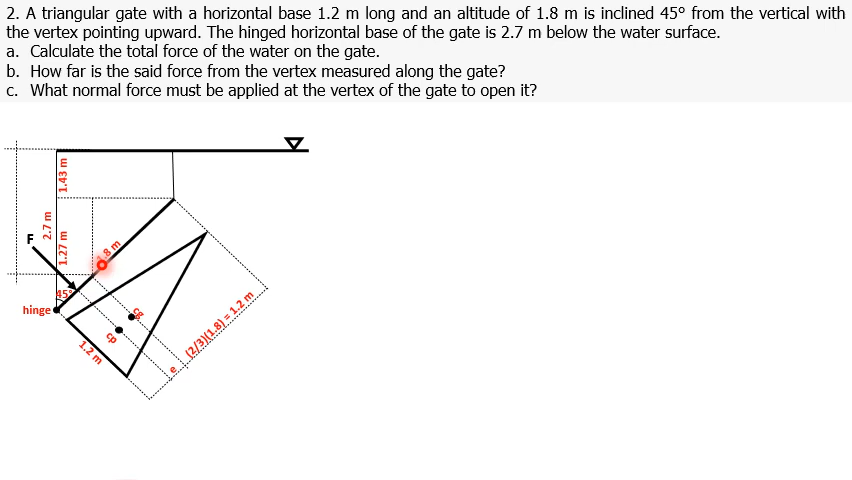 2. A triangular gate with a horizontal base 1.2 m long and an altitude of 1.8 m is inclined 45° from the vertical with
the vertex pointing upward. The hinged horizontal base of the gate is 2.7 m below the water surface.
a. Calculate the total force of the water on the gate.
b. How far is the said force from the vertex measured along the gate?
c. What normal force must be applied at the vertex of the gate to open it?
1.43 m
2.7 m
F
1.27 m
1.8 m
45°
hinge
cg
cp
1.2 m
(2/3)(1.8) = 1.2 m
e